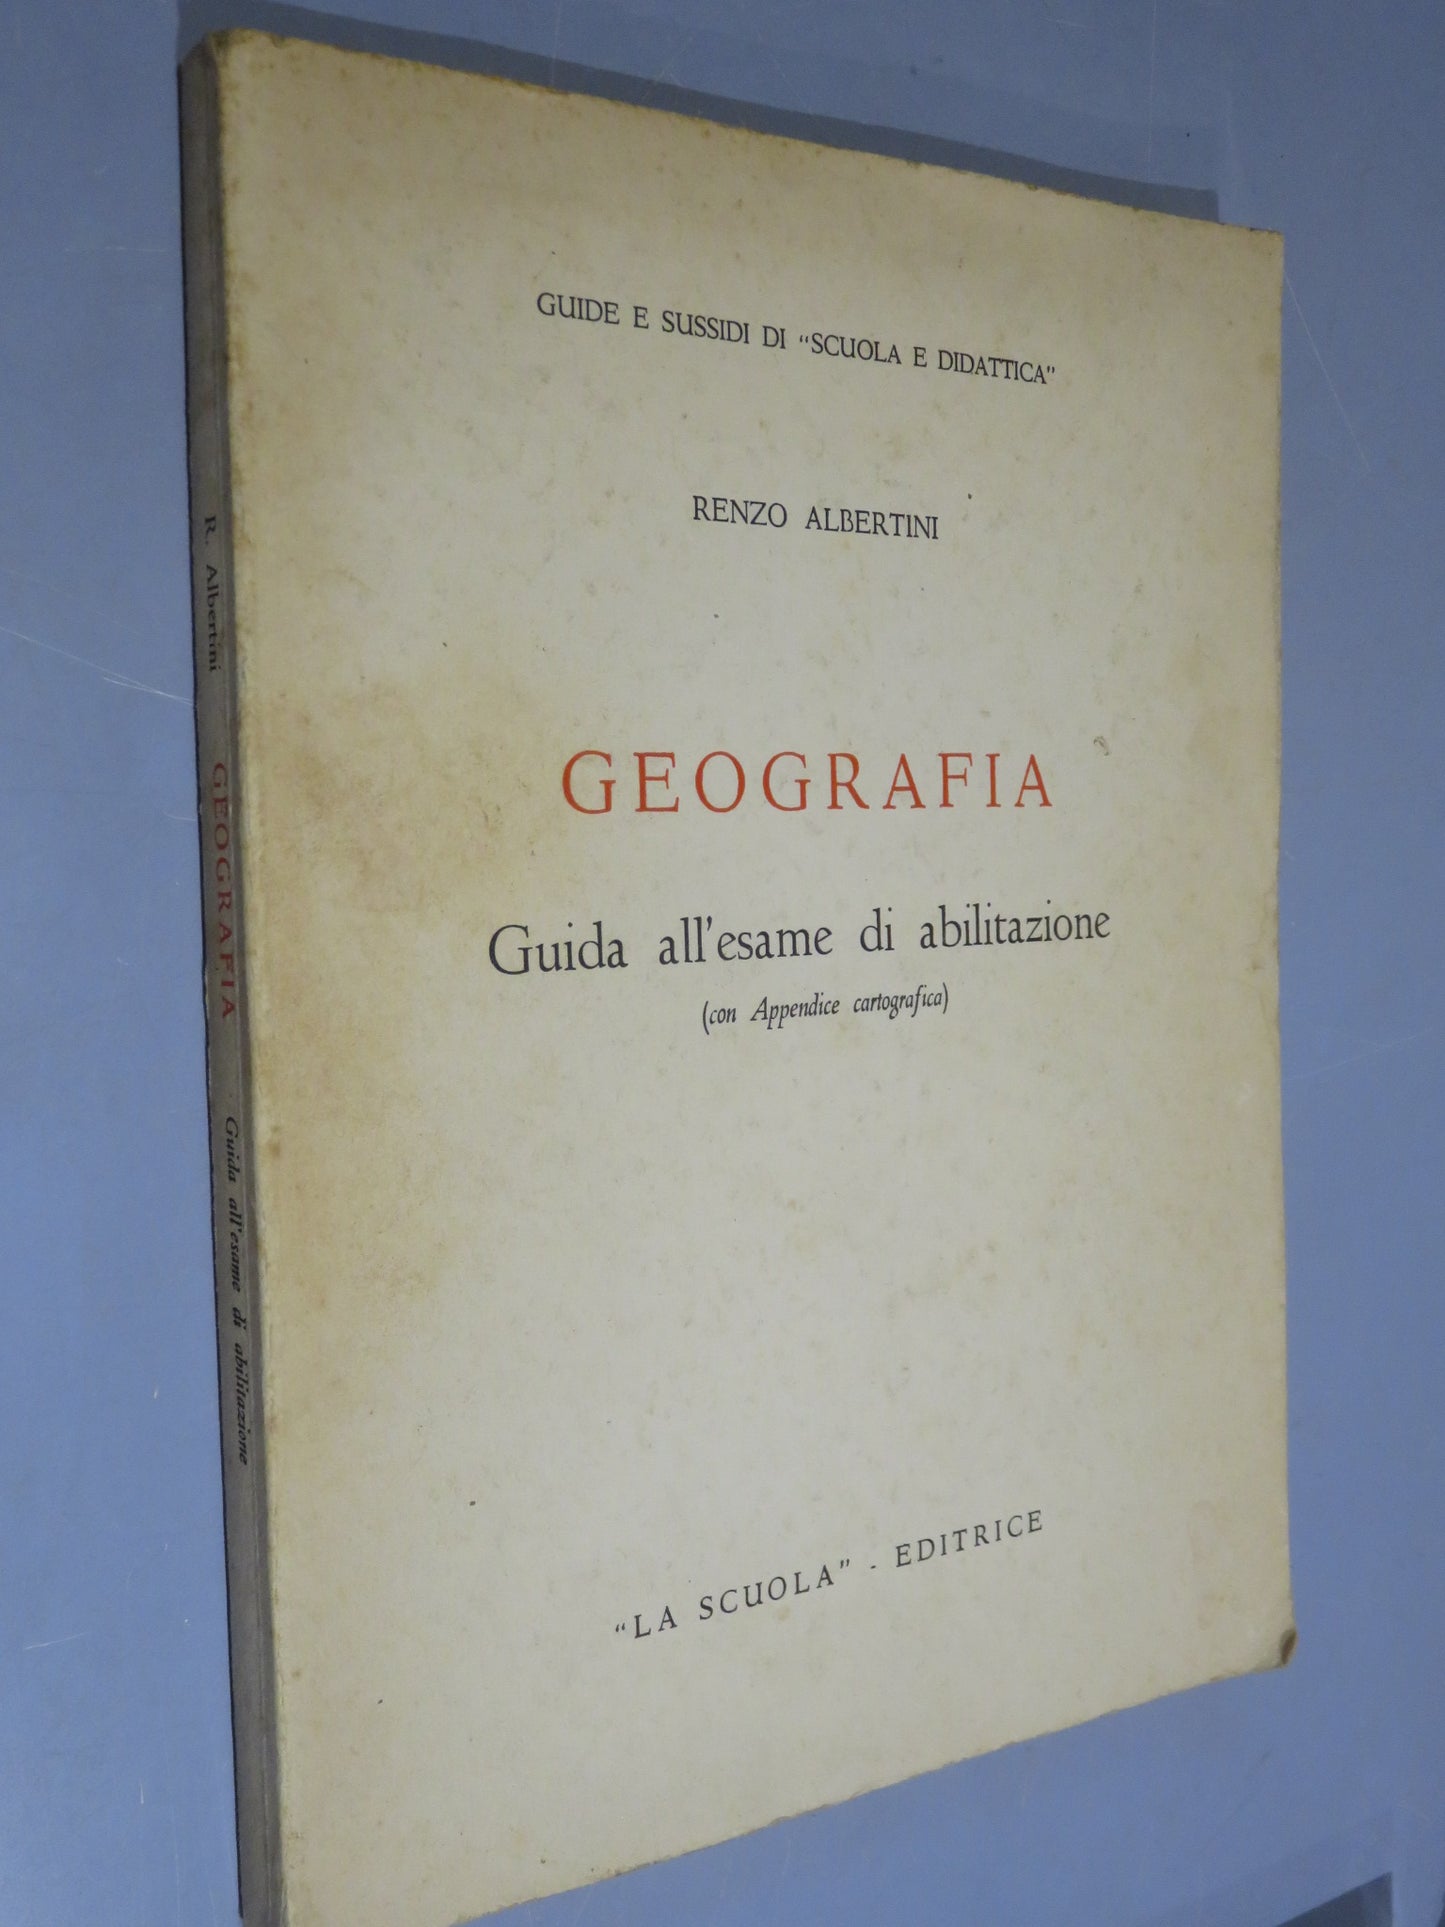 GUIDE E SUSSIDI DI “SCUOLA E DIDATTICA”
RENZO ALBERTINI
GEOGRAFIA
Guida all'esame di abilitazione
(con Appendice cartografica)
“LA SCUOLA” - EDITRICE
R. Albertini GEOGRAFIA - Guida all'esame di abilitazione